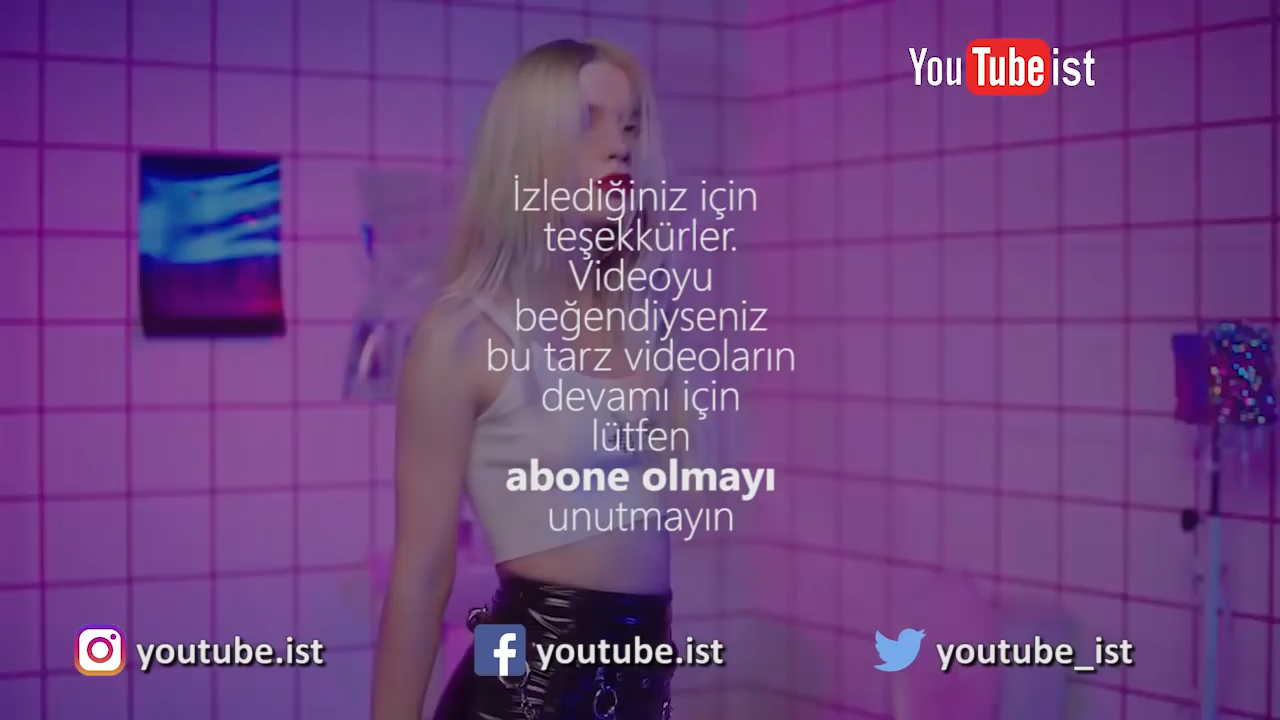 YouTubeist
İzlediğiniz için
teşekkürler.
Videoyu
beğendiyseniz
bu tarz videoların
devamı için
lütfen
abone olmayı
unutmayın
youtube.ist
youtube.ist
youtube_ist